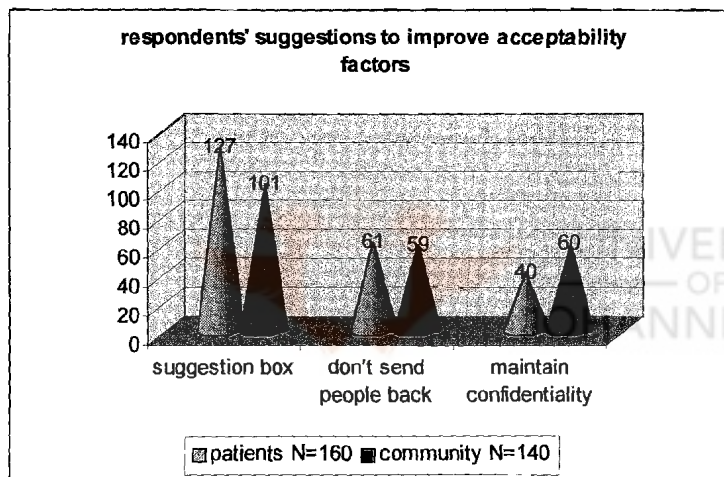 respondents' suggestions to improve acceptability
factors
140
120
100
80
60
40
20
0
127
101
61
59
40
60
suggestion box
don't send
people back
maintain
confidentiality
patients N=160 community N=140
OF